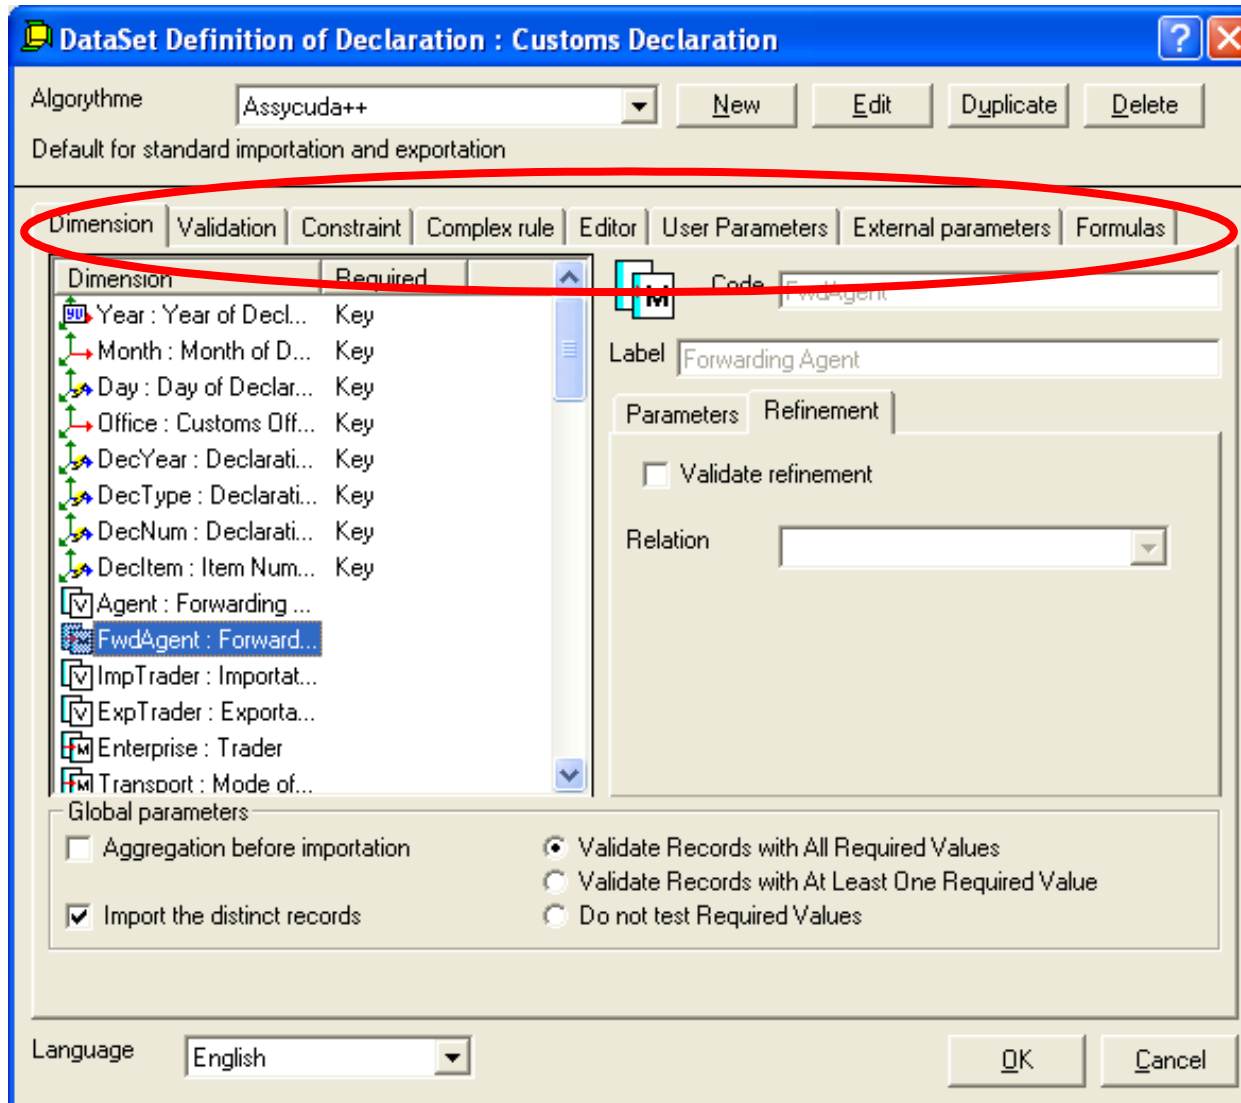 DataSet Definition of Declaration : Customs Declaration
Algorythme Assycuda++ New Edit Duplicate Delete
Default for standard importation and exportation
Dimension Validation Constraint Complex rule Editor User Parameters External parameters Formulas
Dimension Required
Year : Year of Decl... Key
Month : Month of D... Key
Day : Day of Declar... Key
Office : Customs Off... Key
DecYear : Declarati... Key
DecType : Declarati... Key
DecNum : Declarati... Key
DecItem : Item Num... Key
Agent : Forwarding ...
FwdAgent : Forward...
ImpTrader : Importat...
ExpTrader : Exporta...
Enterprise : Trader
Transport : Mode of...
Code FwdAgent
Label Forwarding Agent
Parameters Refinement
Validate refinement
Relation
Global parameters
Aggregation before importation
Import the distinct records
Validate Records with All Required Values
Validate Records with At Least One Required Value
Do not test Required Values
Language English OK Cancel